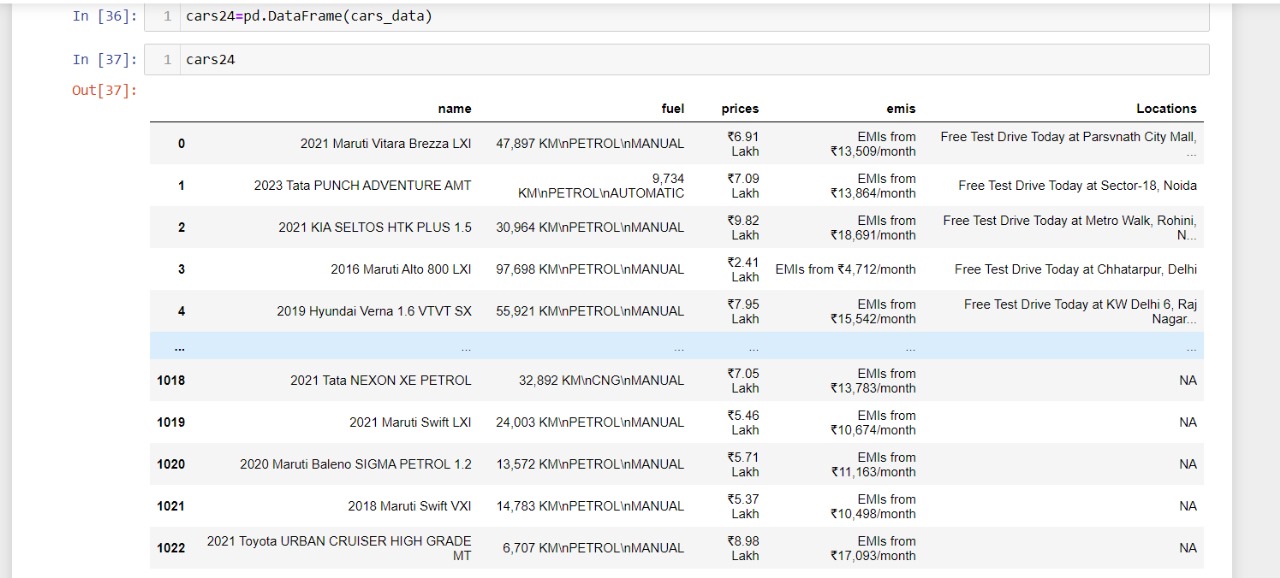 In [36]: 1 cars24=pd.DataFrame(cars_data)
In [37]: 1 cars24
Out[37]:
name fuel prices emis Locations
0 2021 Maruti Vitara Brezza LXI 47,897 KM\nPETROL\nMANUAL ₹6.91 Lakh EMIs from ₹13,509/month Free Test Drive Today at Parsvnath City Mall, ...
1 2023 Tata PUNCH ADVENTURE AMT 9,734 KM\nPETROL\nAUTOMATIC ₹7.09 Lakh EMIs from ₹13,864/month Free Test Drive Today at Sector-18, Noida
2 2021 KIA SELTOS HTK PLUS 1.5 30,964 KM\nPETROL\nMANUAL ₹9.82 Lakh EMIs from ₹18,691/month Free Test Drive Today at Metro Walk, Rohini, N...
3 2016 Maruti Alto 800 LXI 97,698 KM\nPETROL\nMANUAL ₹2.41 Lakh EMIs from ₹4,712/month Free Test Drive Today at Chhatarpur, Delhi
4 2019 Hyundai Verna 1.6 VTVT SX 55,921 KM\nPETROL\nMANUAL ₹7.95 Lakh EMIs from ₹15,542/month Free Test Drive Today at KW Delhi 6, Raj Nagar...
... ... ... ... ... ...
1018 2021 Tata NEXON XE PETROL 32,892 KM\nCNG\nMANUAL ₹7.05 Lakh EMIs from ₹13,783/month NA
1019 2021 Maruti Swift LXI 24,003 KM\nPETROL\nMANUAL ₹5.46 Lakh EMIs from ₹10,674/month NA
1020 2020 Maruti Baleno SIGMA PETROL 1.2 13,572 KM\nPETROL\nMANUAL ₹5.71 Lakh EMIs from ₹11,163/month NA
1021 2018 Maruti Swift VXI 14,783 KM\nPETROL\nMANUAL ₹5.37 Lakh EMIs from ₹10,498/month NA
1022 2021 Toyota URBAN CRUISER HIGH GRADE MT 6,707 KM\nPETROL\nMANUAL ₹8.98 Lakh EMIs from ₹17,093/month NA